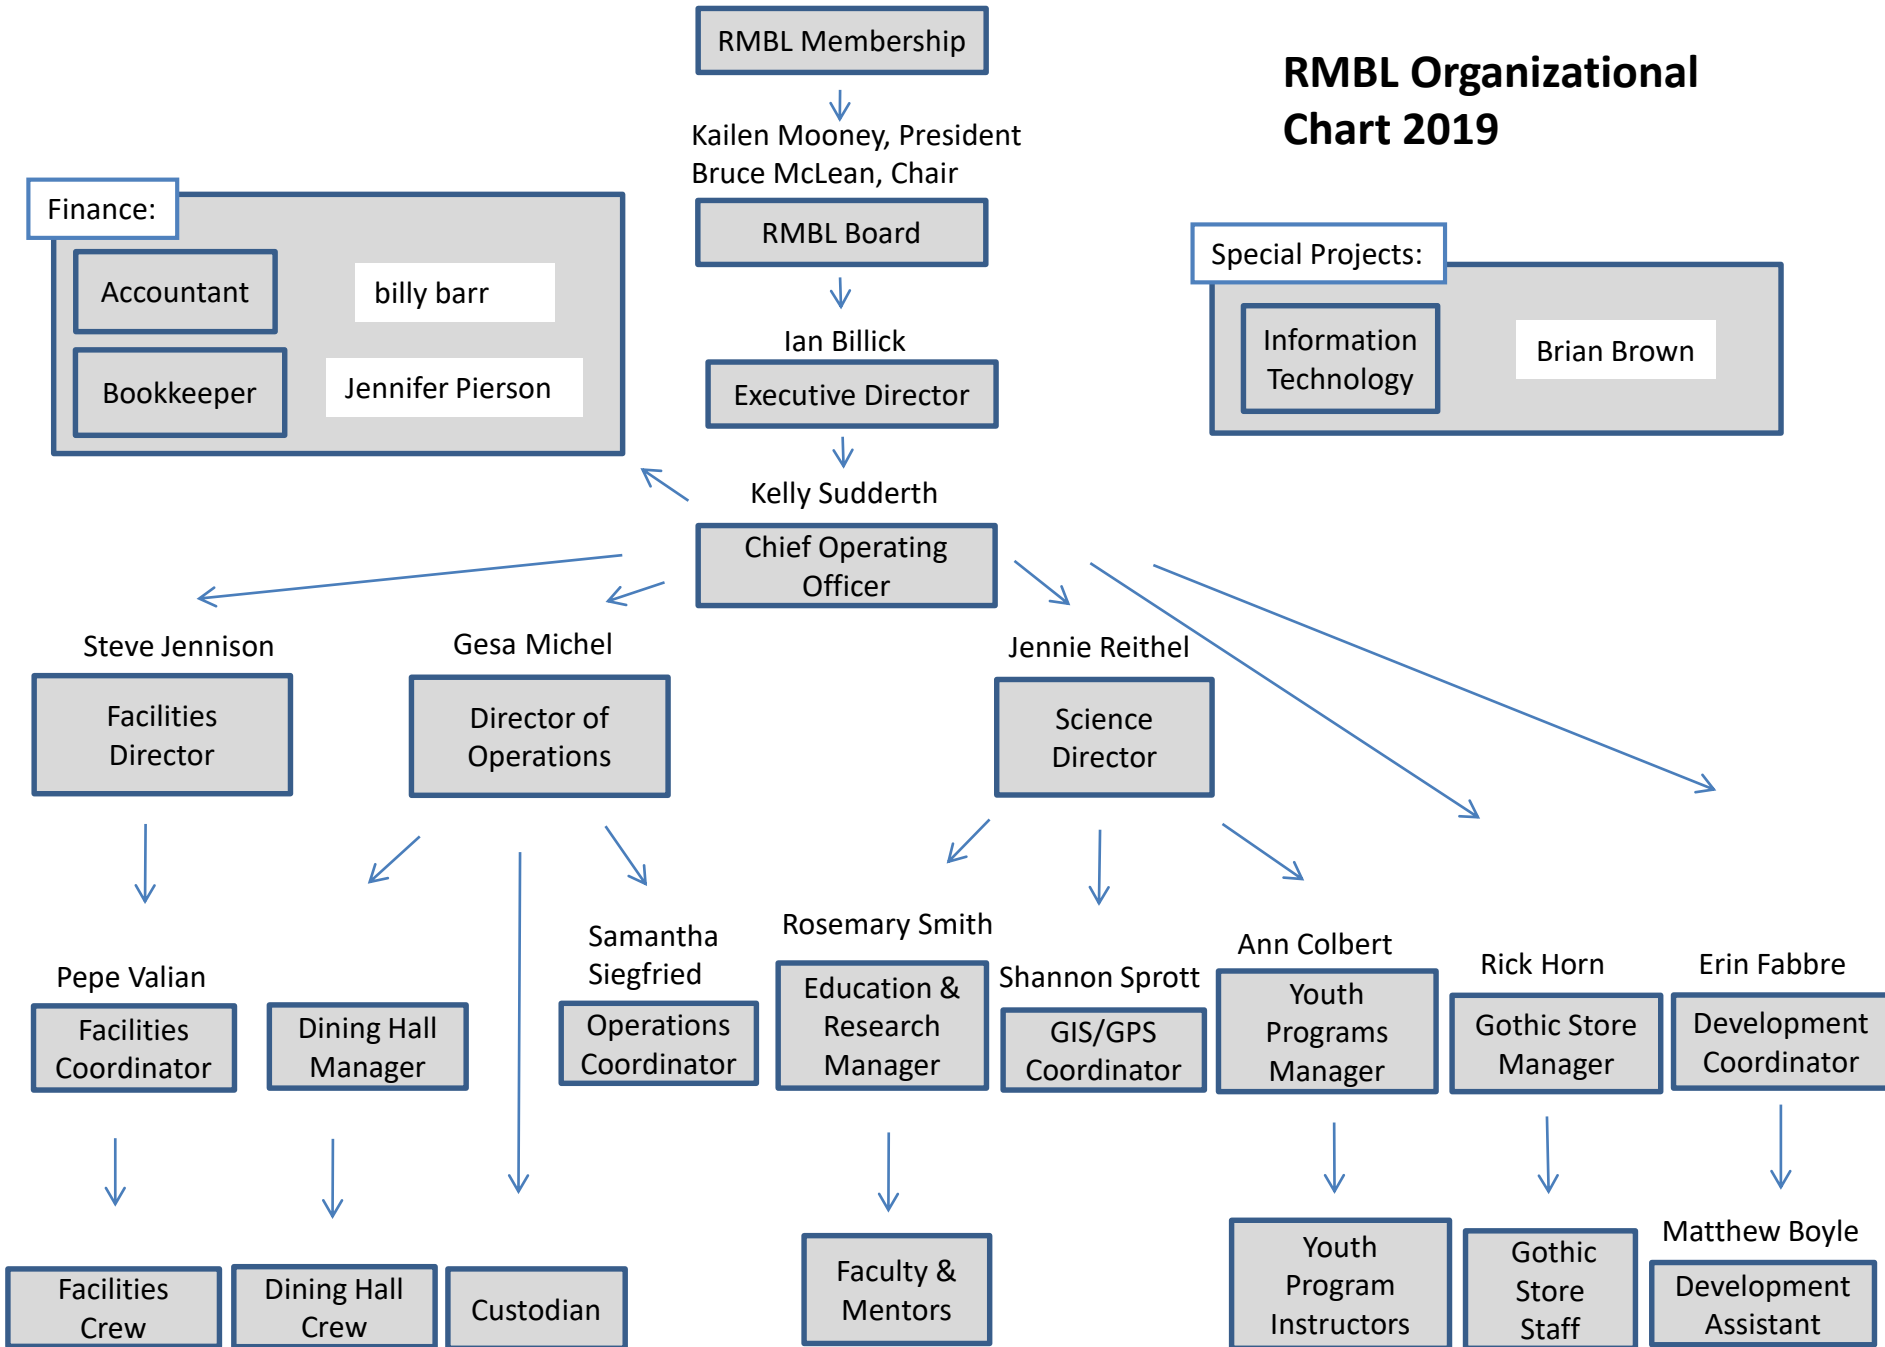 RMBL Membership
RMBL Organizational
Chart 2019
Kailen Mooney, President
Bruce McLean, Chair
RMBL Board
Finance:
Accountant
billy barr
Bookkeeper
Jennifer Pierson
Special Projects:
Information
Technology
Brian Brown
Ian Billick
Executive Director
Kelly Sudderth
Chief Operating
Officer
Steve Jennison
Facilities
Director
Gesa Michel
Director of
Operations
Jennie Reithel
Science
Director
Pepe Valian
Facilities
Coordinator
Dining Hall
Manager
Samantha
Siegfried
Operations
Coordinator
Rosemary Smith
Education &
Research
Manager
Shannon Sprott
GIS/GPS
Coordinator
Ann Colbert
Youth
Programs
Manager
Rick Horn
Gothic Store
Manager
Erin Fabbre
Development
Coordinator
Facilities
Crew
Dining Hall
Crew
Custodian
Faculty &
Mentors
Youth
Program
Instructors
Gothic
Store
Staff
Matthew Boyle
Development
Assistant